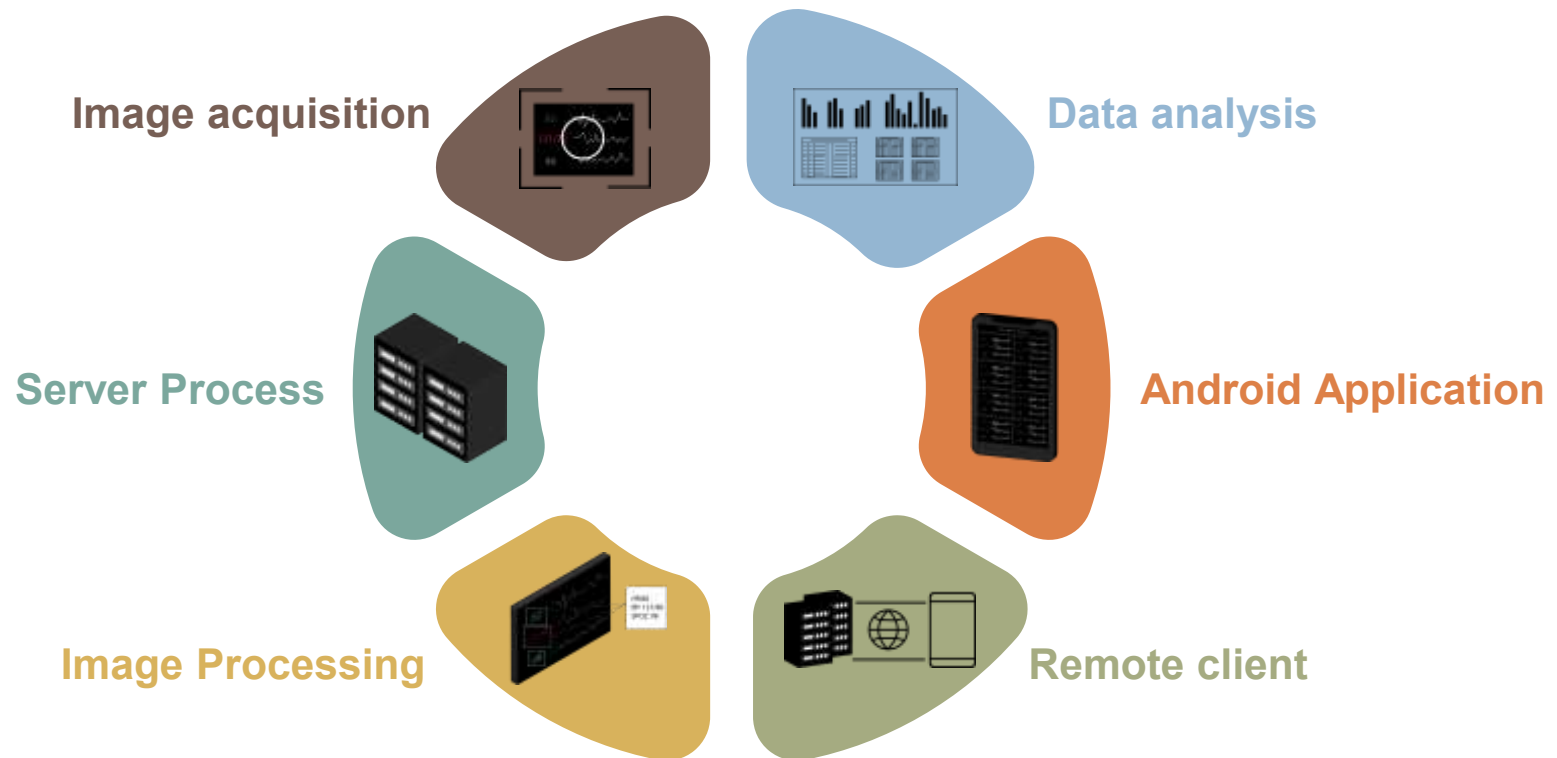 Image acquisition
Data analysis
Server Process
Android Application
Image Processing
Remote client